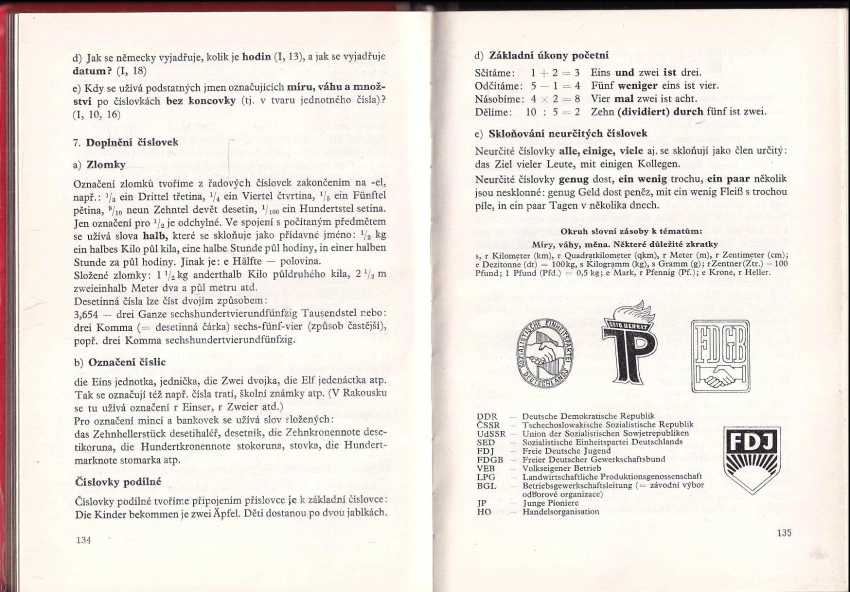 d) Jak se německy vyjadřuje, kolik je hodin (I, 13), a jak se vyjadřuje
datum? (I, 18)
e) Kdy se užívá podstatných jmen označujících míru, váhu a množ-
ství po číslovkách bez koncovky (tj. v tvaru jednotného čísla)?
(I, 10, 16)
7. Doplnění číslovek
a) Zlomky
Označení zlomků tvoříme z řadových číslovek zakončením na -el,
např.: 1/3 ein Drittel třetina, 1/4 ein Viertel čtvrtina, 1/5 ein Fünftel
pětina, 9/10 neun Zehntel devět desetin, 1/100 ein Hundertstel setina.
Jen označení pro 1/2 je odchylné. Ve spojení s počítaným předmětem
se užívá slova halb, které se skloňuje jako přídavné jméno: 1/2 kg
ein halbes Kilo půl kila, eine halbe Stunde půl hodiny, in einer halben
Stunde za půl hodiny. Jinak je: e Hälfte — polovina.
Složené zlomky: 1 1/2 kg anderthalb Kilo půldruhého kila, 2 1/2 m
zweieinhalb Meter dva a půl metru atd.
Desetinná čísla lze číst dvojím způsobem:
3,654 — drei Ganze sechshundertvierundfünfzig Tausendstel nebo:
drei Komma (= desetinná čárka) sechs-fünf-vier (způsob častější),
popř. drei Komma sechshundertvierundfünfzig.
b) Označení číslic
die Eins jednotka, jednička, die Zwei dvojka, die Elf jedenáctka atp.
Tak se označují též např. čísla tratí, školní známky atp. (V Rakousku
se tu užívá označení r Einser, r Zweier atd.)
Pro označení mincí a bankovek se užívá slov složených:
das Zehnhellerstück desetihaléř, desetník, die Zehnkronennote dese-
tikoruna, die Hundertkronennote stokoruna, stovka, die Hundert-
marknote stomarka atp.
Číslovky podílné
Číslovky podílné tvoříme připojením příslovce je k základní číslovce:
Die Kinder bekommen je zwei Äpfel. Děti dostanou po dvou jablkách.
134
d) Základní úkony početní
Sčítáme: 1 + 2 = 3 Eins und zwei ist drei.
Odčítáme: 5 — 1 = 4 Fünf weniger eins ist vier.
Násobíme: 4 × 2 = 8 Vier mal zwei ist acht.
Dělíme: 10 : 5 = 2 Zehn (dividiert) durch fünf ist zwei.
e) Skloňování neurčitých číslovek
Neurčité číslovky alle, einige, viele aj. se skloňují jako člen určitý:
das Ziel vieler Leute, mit einigen Kollegen.
Neurčité číslovky genug dost, ein wenig trochu, ein paar několik
jsou nesklonné: genug Geld dost peněz, mit ein wenig Fleiß s trochou
píle, in ein paar Tagen v několika dnech.
Okruh slovní zásoby k tématům:
Míry, váhy, měna. Některé důležité zkratky
s, r Kilometer (km), r Quadratkilometer (qkm), r Meter (m), r Zentimeter (cm);
e Dezitonne (dt) — 100kg, s Kilogramm (kg), s Gramm (g); r Zentner(Ztr.) — 100
Pfund; 1 Pfund (Pfd.) = 0,5 kg; e Mark, r Pfennig (Pf.); e Krone, r Heller.
SOZIALISTISCHE EINHEITSPARTEI
DEUTSCHLANDS
SEID BEREIT
JP
FDGB
DDR — Deutsche Demokratische Republik
ČSSR — Tschechoslowakische Sozialistische Republik
UdSSR — Union der Sozialistischen Sowjetrepubliken
SED — Sozialistische Einheitspartei Deutschlands
FDJ — Freie Deutsche Jugend
FDGB — Freier Deutscher Gewerkschaftsbund
VEB — Volkseigener Betrieb
LPG — Landwirtschaftliche Produktionsgenossenschaft
BGL — Betriebsgewerkschaftsleitung (= závodní výbor
odborové organizace)
JP — Junge Pioniere
HO — Handelsorganisation
FDJ
135